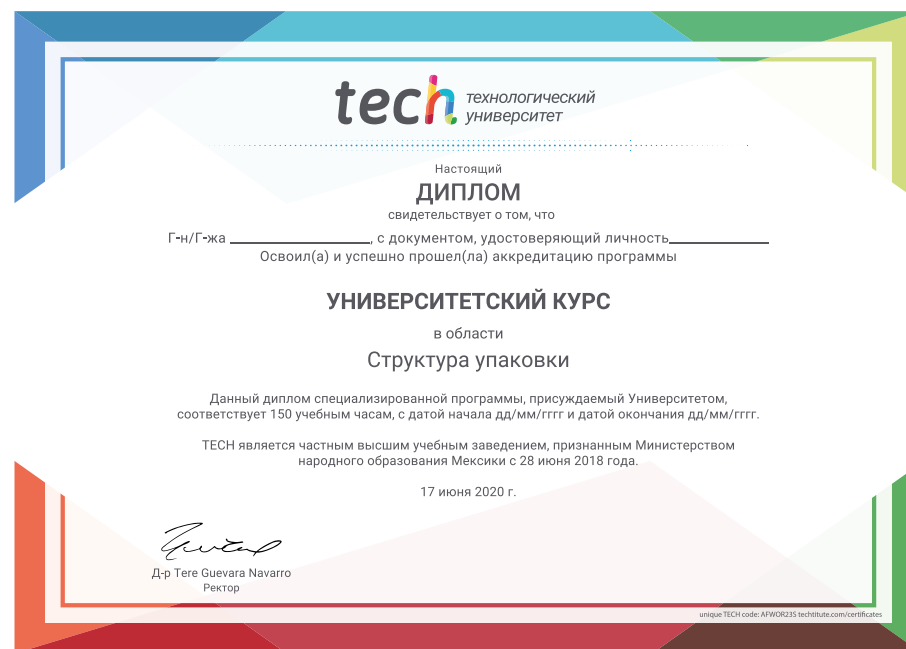 tech технологический
университет
Настоящий
ДИПЛОМ
свидетельствует о том, что
Г-н/Г-жа ____________________, с документом, удостоверяющий личность______________
Освоил(а) и успешно прошел(ла) аккредитацию программы
УНИВЕРСИТЕТСКИЙ КУРС
в области
Структура упаковки
Данный диплом специализированной программы, присуждаемый Университетом,
соответствует 150 учебным часам, с датой начала дд/мм/гггг и датой окончания дд/мм/гггг.
TECH является частным высшим учебным заведением, признанным Министерством
народного образования Мексики с 28 июня 2018 года.
17 июня 2020 г.
Д-р Tere Guevara Navarro
Ректор
unique TECH code: AFWOR23S techtitute.com/certificates